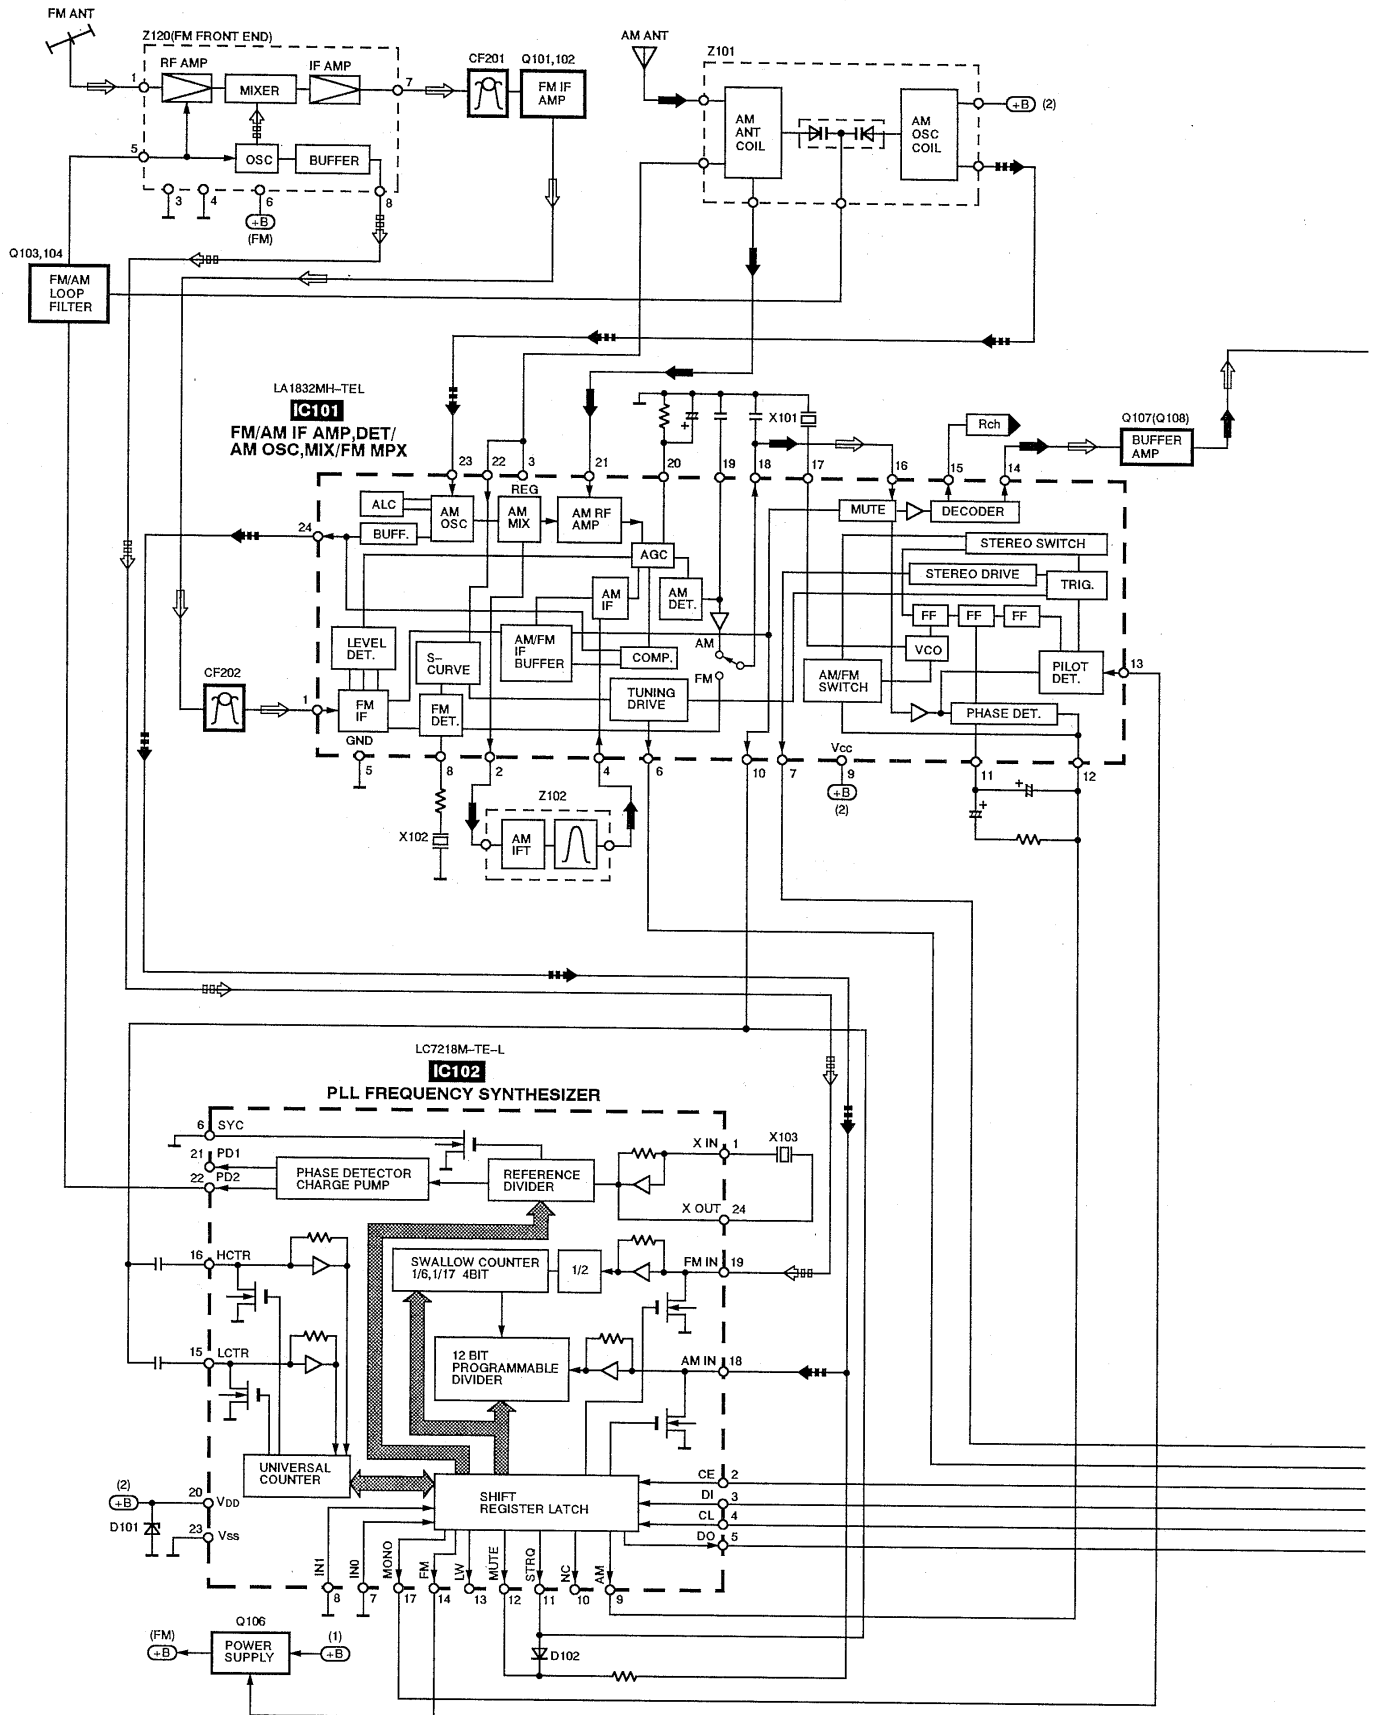 FM ANT
Z120(FM FRONT END)
RF AMP
IF AMP
MIXER
1
7
5
OSC
BUFFER
3
4
6
8
+B
(FM)
CF201
Q101,102
FM IF
AMP
AM ANT
Z101
AM
ANT
COIL
AM
OSC
COIL
+B (2)
Q103,104
FM/AM
LOOP
FILTER
LA1832MH-TEL
IC101
FM/AM IF AMP,DET/
AM OSC,MIX/FM MPX
X101
Rch
Q107(Q108)
BUFFER
AMP
23
22
3
21
20
19
18
17
16
15
14
REG
ALC
AM
OSC
AM
MIX
AM RF
AMP
MUTE
DECODER
24
BUFF.
AGC
STEREO SWITCH
STEREO DRIVE
TRIG.
AM
IF
AM
DET.
FF
FF
FF
LEVEL
DET.
S-
CURVE
AM/FM
IF
BUFFER
COMP.
AM
FM
VCO
AM/FM
SWITCH
PILOT
DET.
13
CF202
1
FM
IF
FM
DET.
TUNING
DRIVE
PHASE DET.
GND
Vcc
5
8
2
4
6
10
7
9
11
12
+B
(2)
Z102
X102
AM
IFT
LC7218M-TE-L
IC102
PLL FREQUENCY SYNTHESIZER
6 SYC
21 PD1
22 PD2
PHASE DETECTOR
CHARGE PUMP
REFERENCE
DIVIDER
X IN 1
X103
X OUT 24
16 HCTR
SWALLOW COUNTER
1/6,1/17 4BIT
1/2
FM IN 19
15 LCTR
12 BIT
PROGRAMMABLE
DIVIDER
AM IN 18
UNIVERSAL
COUNTER
SHIFT
REGISTER LATCH
CE 2
DI 3
CL 4
DO 5
(2)
+B
20 VDD
D101
23 Vss
IN1
IN0
MONO
FM
LW
MUTE
STRQ
NC
AM
8
7
17
14
13
12
11
10
9
Q106
(FM)
+B
POWER
SUPPLY
(1)
+B
D102